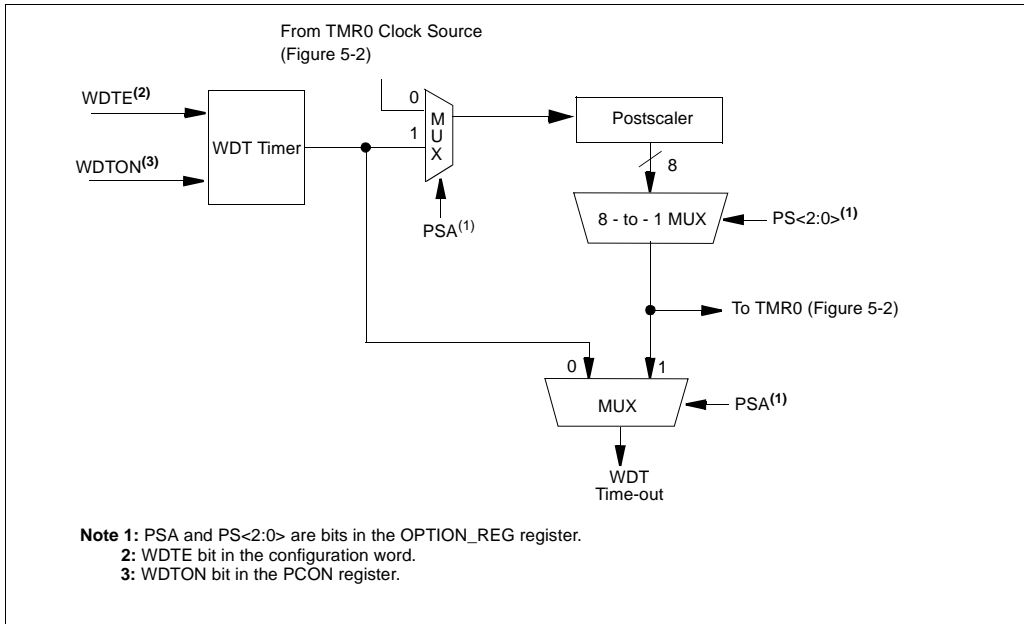 From TMR0 Clock Source
(Figure 5-2)
WDTE(2)
WDTON(3)
WDT Timer
0
1
MUX
PSA(1)
Postscaler
8
8 - to - 1 MUX
PS<2:0>(1)
To TMR0 (Figure 5-2)
0
1
MUX
PSA(1)
WDT
Time-out
Note 1: PSA and PS<2:0> are bits in the OPTION_REG register.
2: WDTE bit in the configuration word.
3: WDTON bit in the PCON register.